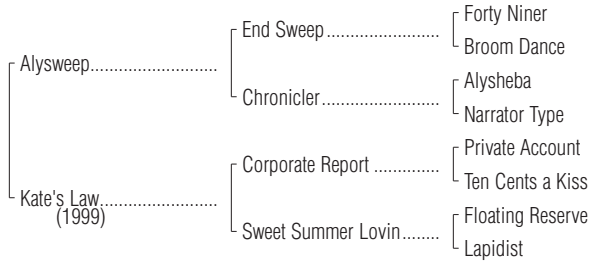 Forty Niner
End Sweep
Broom Dance
Alysweep
Alysheba
Chronicler
Narrator Type
Private Account
Corporate Report
Ten Cents a Kiss
Kate's Law
(1999)
Floating Reserve
Sweet Summer Lovin
Lapidist